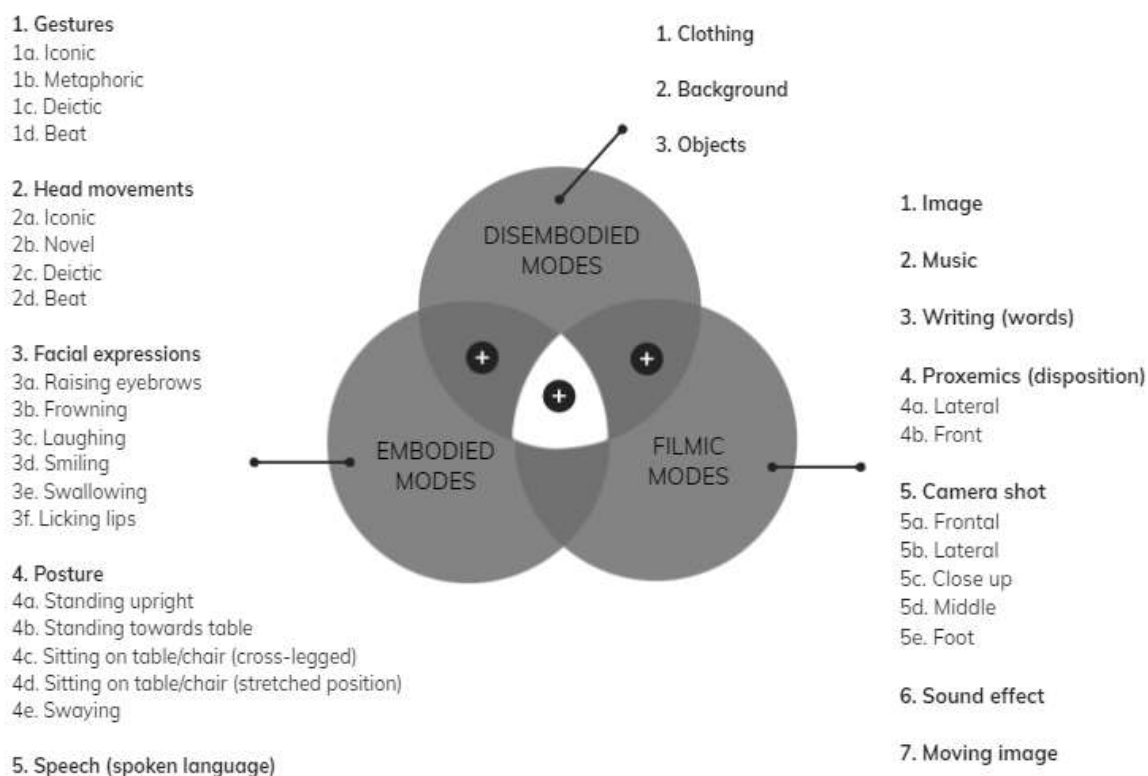 1. Gestures
1a. Iconic
1b. Metaphoric
1c. Deictic
1d. Beat
2. Head movements
2a. Iconic
2b. Novel
2c. Deictic
2d. Beat
3. Facial expressions
3a. Raising eyebrows
3b. Frowning
3c. Laughing
3d. Smiling
3e. Swallowing
3f. Licking lips
4. Posture
4a. Standing upright
4b. Standing towards table
4c. Sitting on table/chair (cross-legged)
4d. Sitting on table/chair (stretched position)
4e. Swaying
5. Speech (spoken language)
1. Clothing
2. Background
3. Objects
DISEMBODIED
MODES
EMBODIED
MODES
FILMIC
MODES
1. Image
2. Music
3. Writing (words)
4. Proxemics (disposition)
4a. Lateral
4b. Front
5. Camera shot
5a. Frontal
5b. Lateral
5c. Close up
5d. Middle
5e. Foot
6. Sound effect
7. Moving image